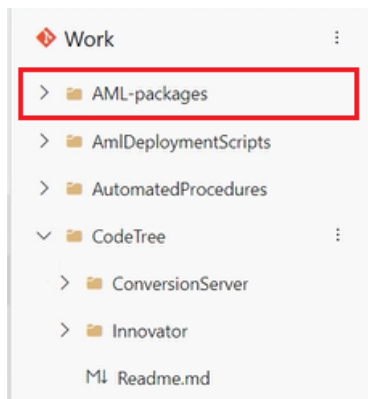 Work
AML-packages
AmlDeploymentScripts
AutomatedProcedures
CodeTree
ConversionServer
Innovator
M↓ Readme.md